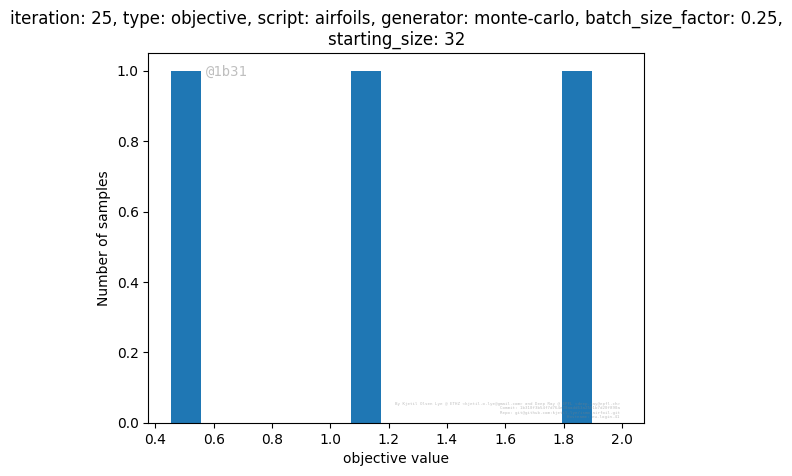 iteration: 25, type: objective, script: airfoils, generator: monte-carlo, batch_size_factor: 0.25,
starting_size: 32
@1b31
1.0
0.8
0.6
0.4
0.2
0.0
Number of samples
0.4 0.6 0.8 1.0 1.2 1.4 1.6 1.8 2.0
objective value